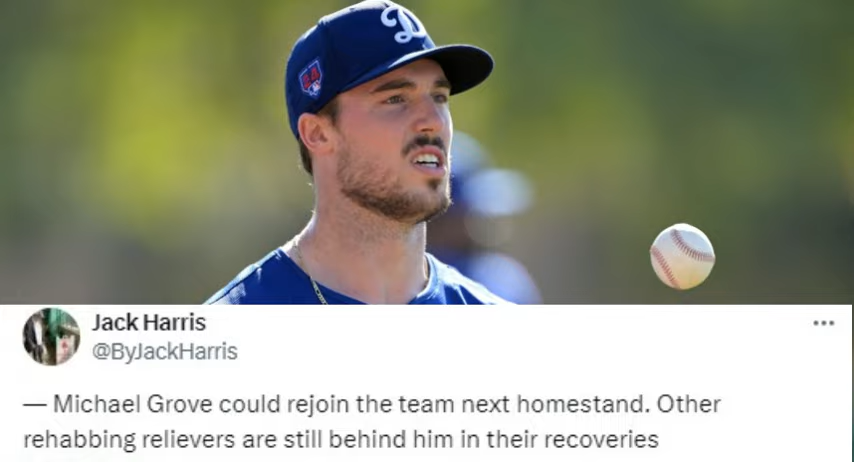 D
Jack Harris
@ByJackHarris
— Michael Grove could rejoin the team next homestand. Other
rehabbing relievers are still behind him in their recoveries